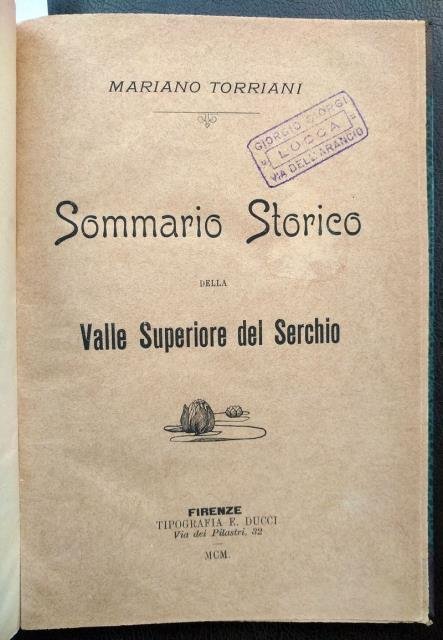 MARIANO TORRIANI
GIORGIO GIORGI
LUCCA
VIA DELL'ARANCIO
Sommario Storico
DELLA
Valle Superiore del Serchio
FIRENZE
TIPOGRAFIA E. DUCCI
Via dei Pilastri, 32
MCM.